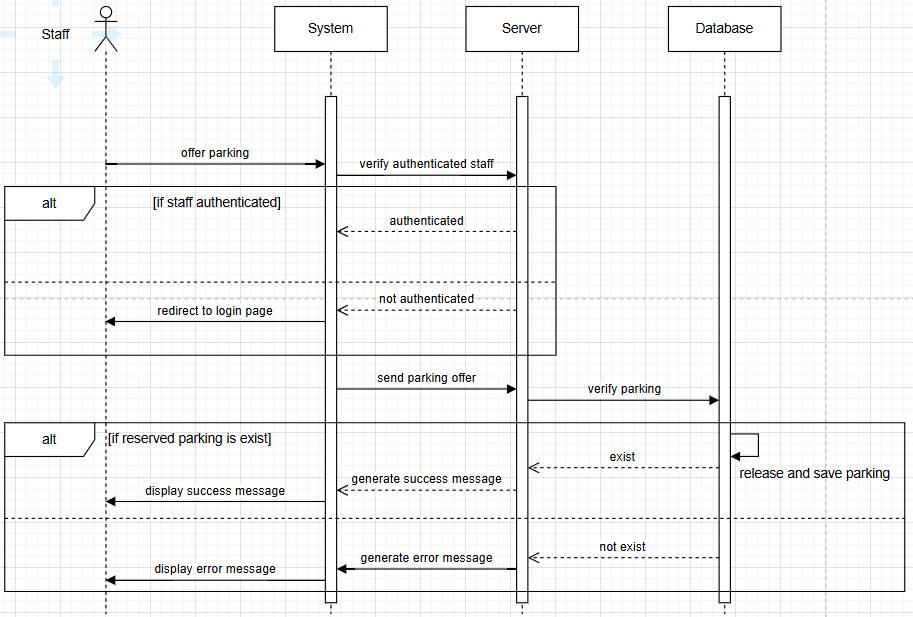 Staff
System
Server
Database
offer parking
verify authenticated staff
alt
[if staff authenticated]
authenticated
not authenticated
redirect to login page
send parking offer
verify parking
alt
[if reserved parking is exist]
exist
release and save parking
generate success message
display success message
not exist
generate error message
display error message